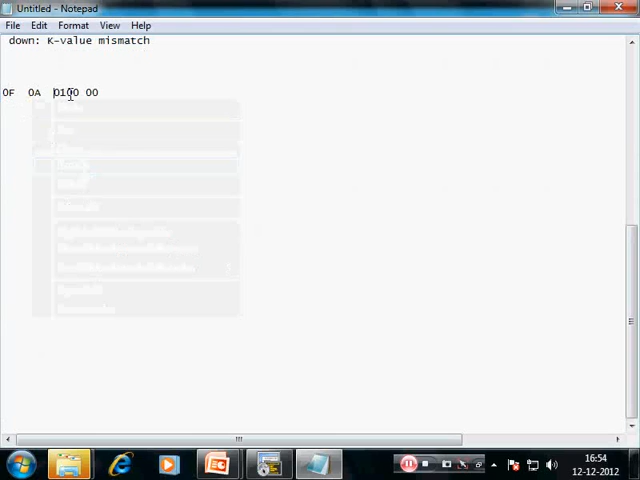 Untitled - Notepad
File Edit Format View Help
down: K-value mismatch
0F 0A 0100 00
16:54
12-12-2012